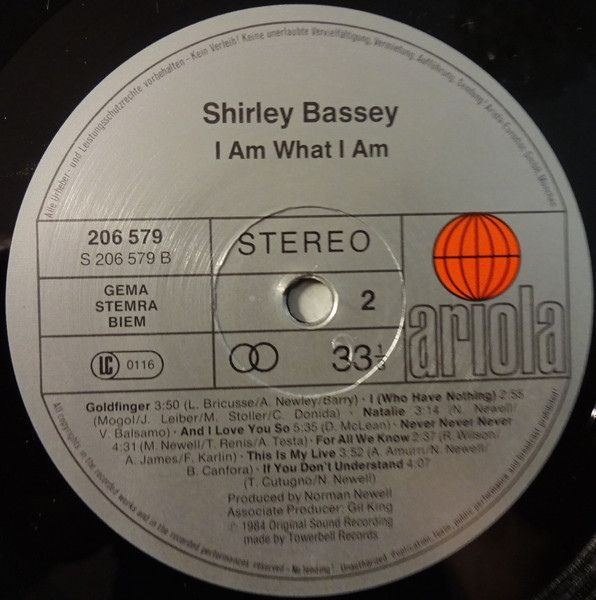 Alle Urheber- und Leistungsschutzrechte vorbehalten - Kein Verleih! Keine unerlaubte Vervielfältigung, Vermietung, Aufführung, Sendung! Ariola-Eurodisc GmbH, München
Shirley Bassey
I Am What I Am
206 579
S 206 579 B
STEREO
GEMA
STEMRA
BIEM
2
LC 0116
33 1/3
ariola
Goldfinger 3:50 (L. Bricusse/A. Newley/Barry) · I (Who Have Nothing) 2:55
(Mogol/J. Leiber/M. Stoller/C. Donida) · Natalie 3:14 (N. Newell/
V. Balsamo) · And I Love You So 5:35 (D. McLean) · Never Never Never
4:31 (M. Newell/T. Renis/A. Testa) · For All We Know 2:37 (R. Wilson/
A. James/F. Karlin) · This Is My Live 3:52 (A. Amurri/N. Newell/
B. Canfora) · If You Don't Understand 4:07
(T. Cutugno/N. Newell)
Produced by Norman Newell
Associate Producer: Gil King
℗ 1984 Original Sound Recording
made by Towerbell Records
All copyrights in the recorded works and in the recorded performances reserved - No lending! Unauthorized duplication, hire, public performance and broadcast prohibited!